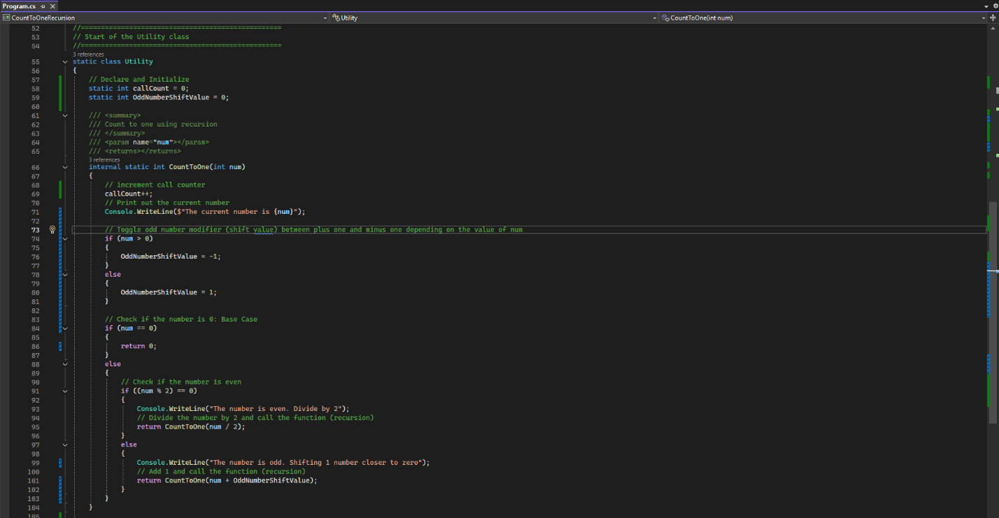 Program.cs
CountToOneRecursion Utility CountToOne(int num)
52 //==================================================
53 // Start of the Utility class
54 //==================================================
3 references
55 static class Utility
56 {
57 // Declare and Initialize
58 static int callCount = 0;
59 static int OddNumberShiftValue = 0;
60
61 /// <summary>
62 /// Count to one using recursion
63 /// </summary>
64 /// <param name="num"></param>
65 /// <returns></returns>
3 references
66 internal static int CountToOne(int num)
67 {
68 // increment call counter
69 callCount++;
70 // Print out the current number
71 Console.WriteLine($"The current number is {num}");
72
73 // Toggle odd number modifier (shift value) between plus one and minus one depending on the value of num
74 if (num > 0)
75 {
76 OddNumberShiftValue = -1;
77 }
78 else
79 {
80 OddNumberShiftValue = 1;
81 }
82
83 // Check if the number is 0: Base Case
84 if (num == 0)
85 {
86 return 0;
87 }
88 else
89 {
90 // Check if the number is even
91 if ((num % 2) == 0)
92 {
93 Console.WriteLine("The number is even. Divide by 2");
94 // Divide the number by 2 and call the function (recursion)
95 return CountToOne(num / 2);
96 }
97 else
98 {
99 Console.WriteLine("The number is odd. Shifting 1 number closer to zero");
100 // Add 1 and call the function (recursion)
101 return CountToOne(num + OddNumberShiftValue);
102 }
103 }
104 }
105